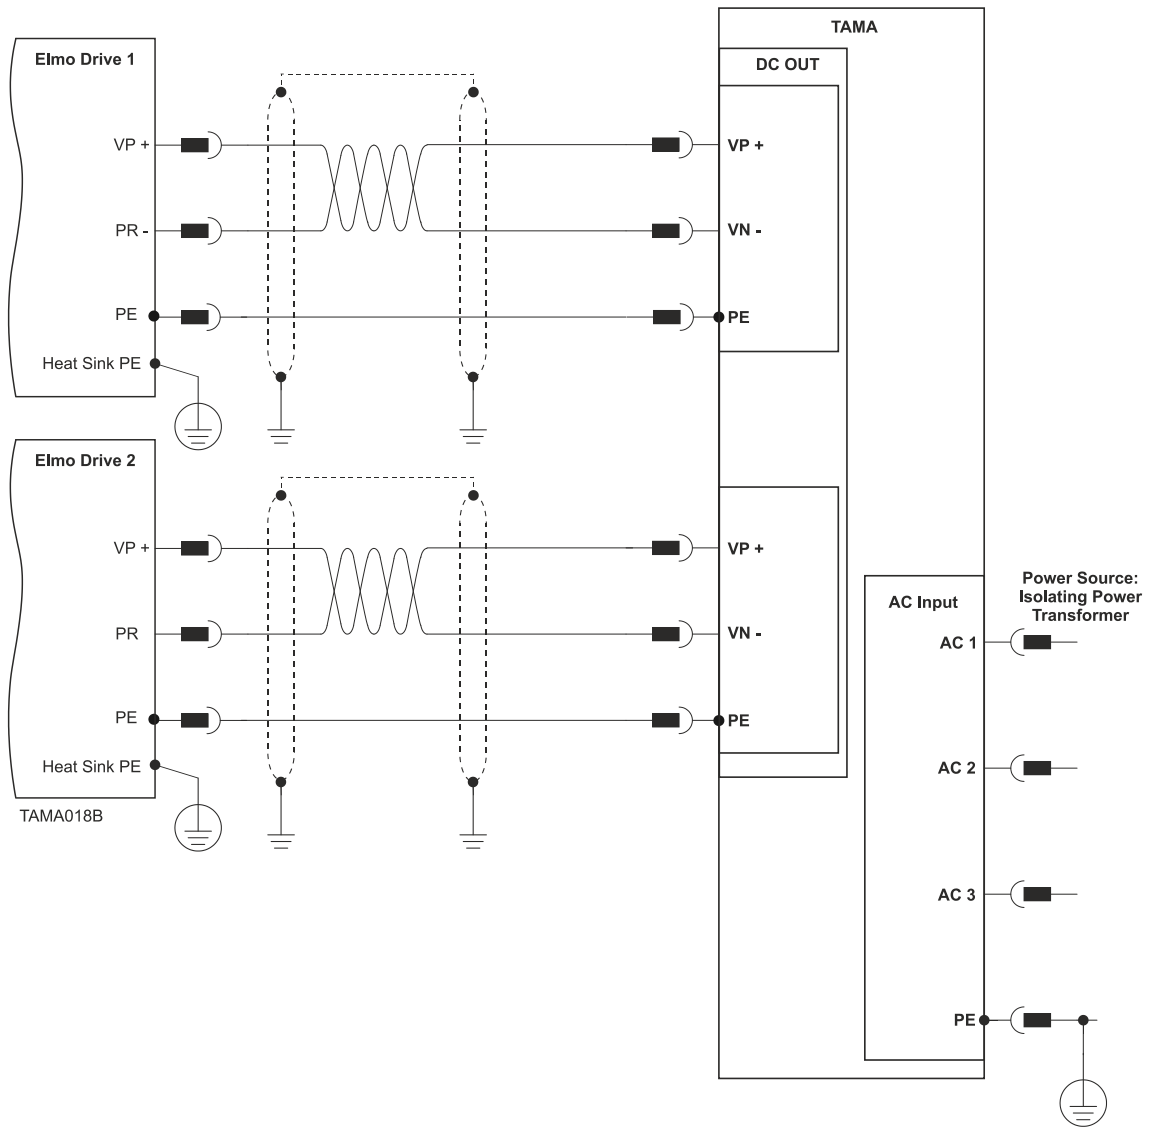 TAMA
Elmo Drive 1
DC OUT
VP +
VP +
PR -
VN -
PE
PE
Heat Sink PE
Elmo Drive 2
VP +
VP +
PR
VN -
PE
PE
Heat Sink PE
TAMA018B
AC Input
Power Source:
Isolating Power
Transformer
AC 1
AC 2
AC 3
PE